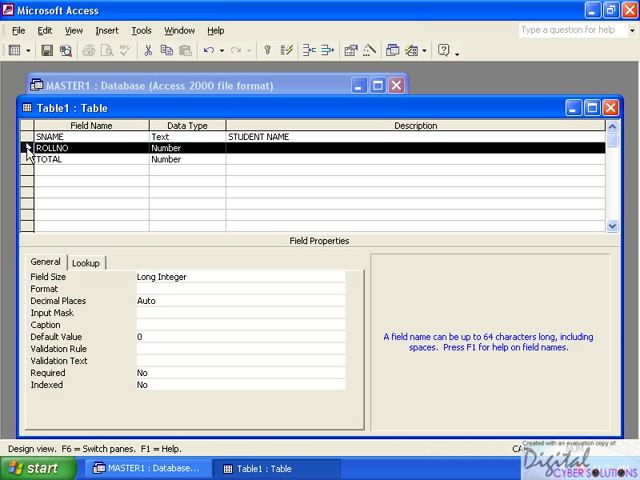 Microsoft Access
File Edit View Insert Tools Window Help
Type a question for help
MASTER1 : Database (Access 2000 file format)
Table1 : Table
Field Name Data Type Description
SNAME Text STUDENT NAME
ROLLNO Number
TOTAL Number
Field Properties
General Lookup
Field Size Long Integer
Format
Decimal Places Auto
Input Mask
Caption
Default Value 0
Validation Rule
Validation Text
Required No
Indexed No
A field name can be up to 64 characters long, including
spaces. Press F1 for help on field names.
Design view. F6 = Switch panes. F1 = Help.
NUM
Created with an evaluation copy of
Digital
CYBER SOLUTIONS
start
MASTER1 : Database...
Table1 : Table